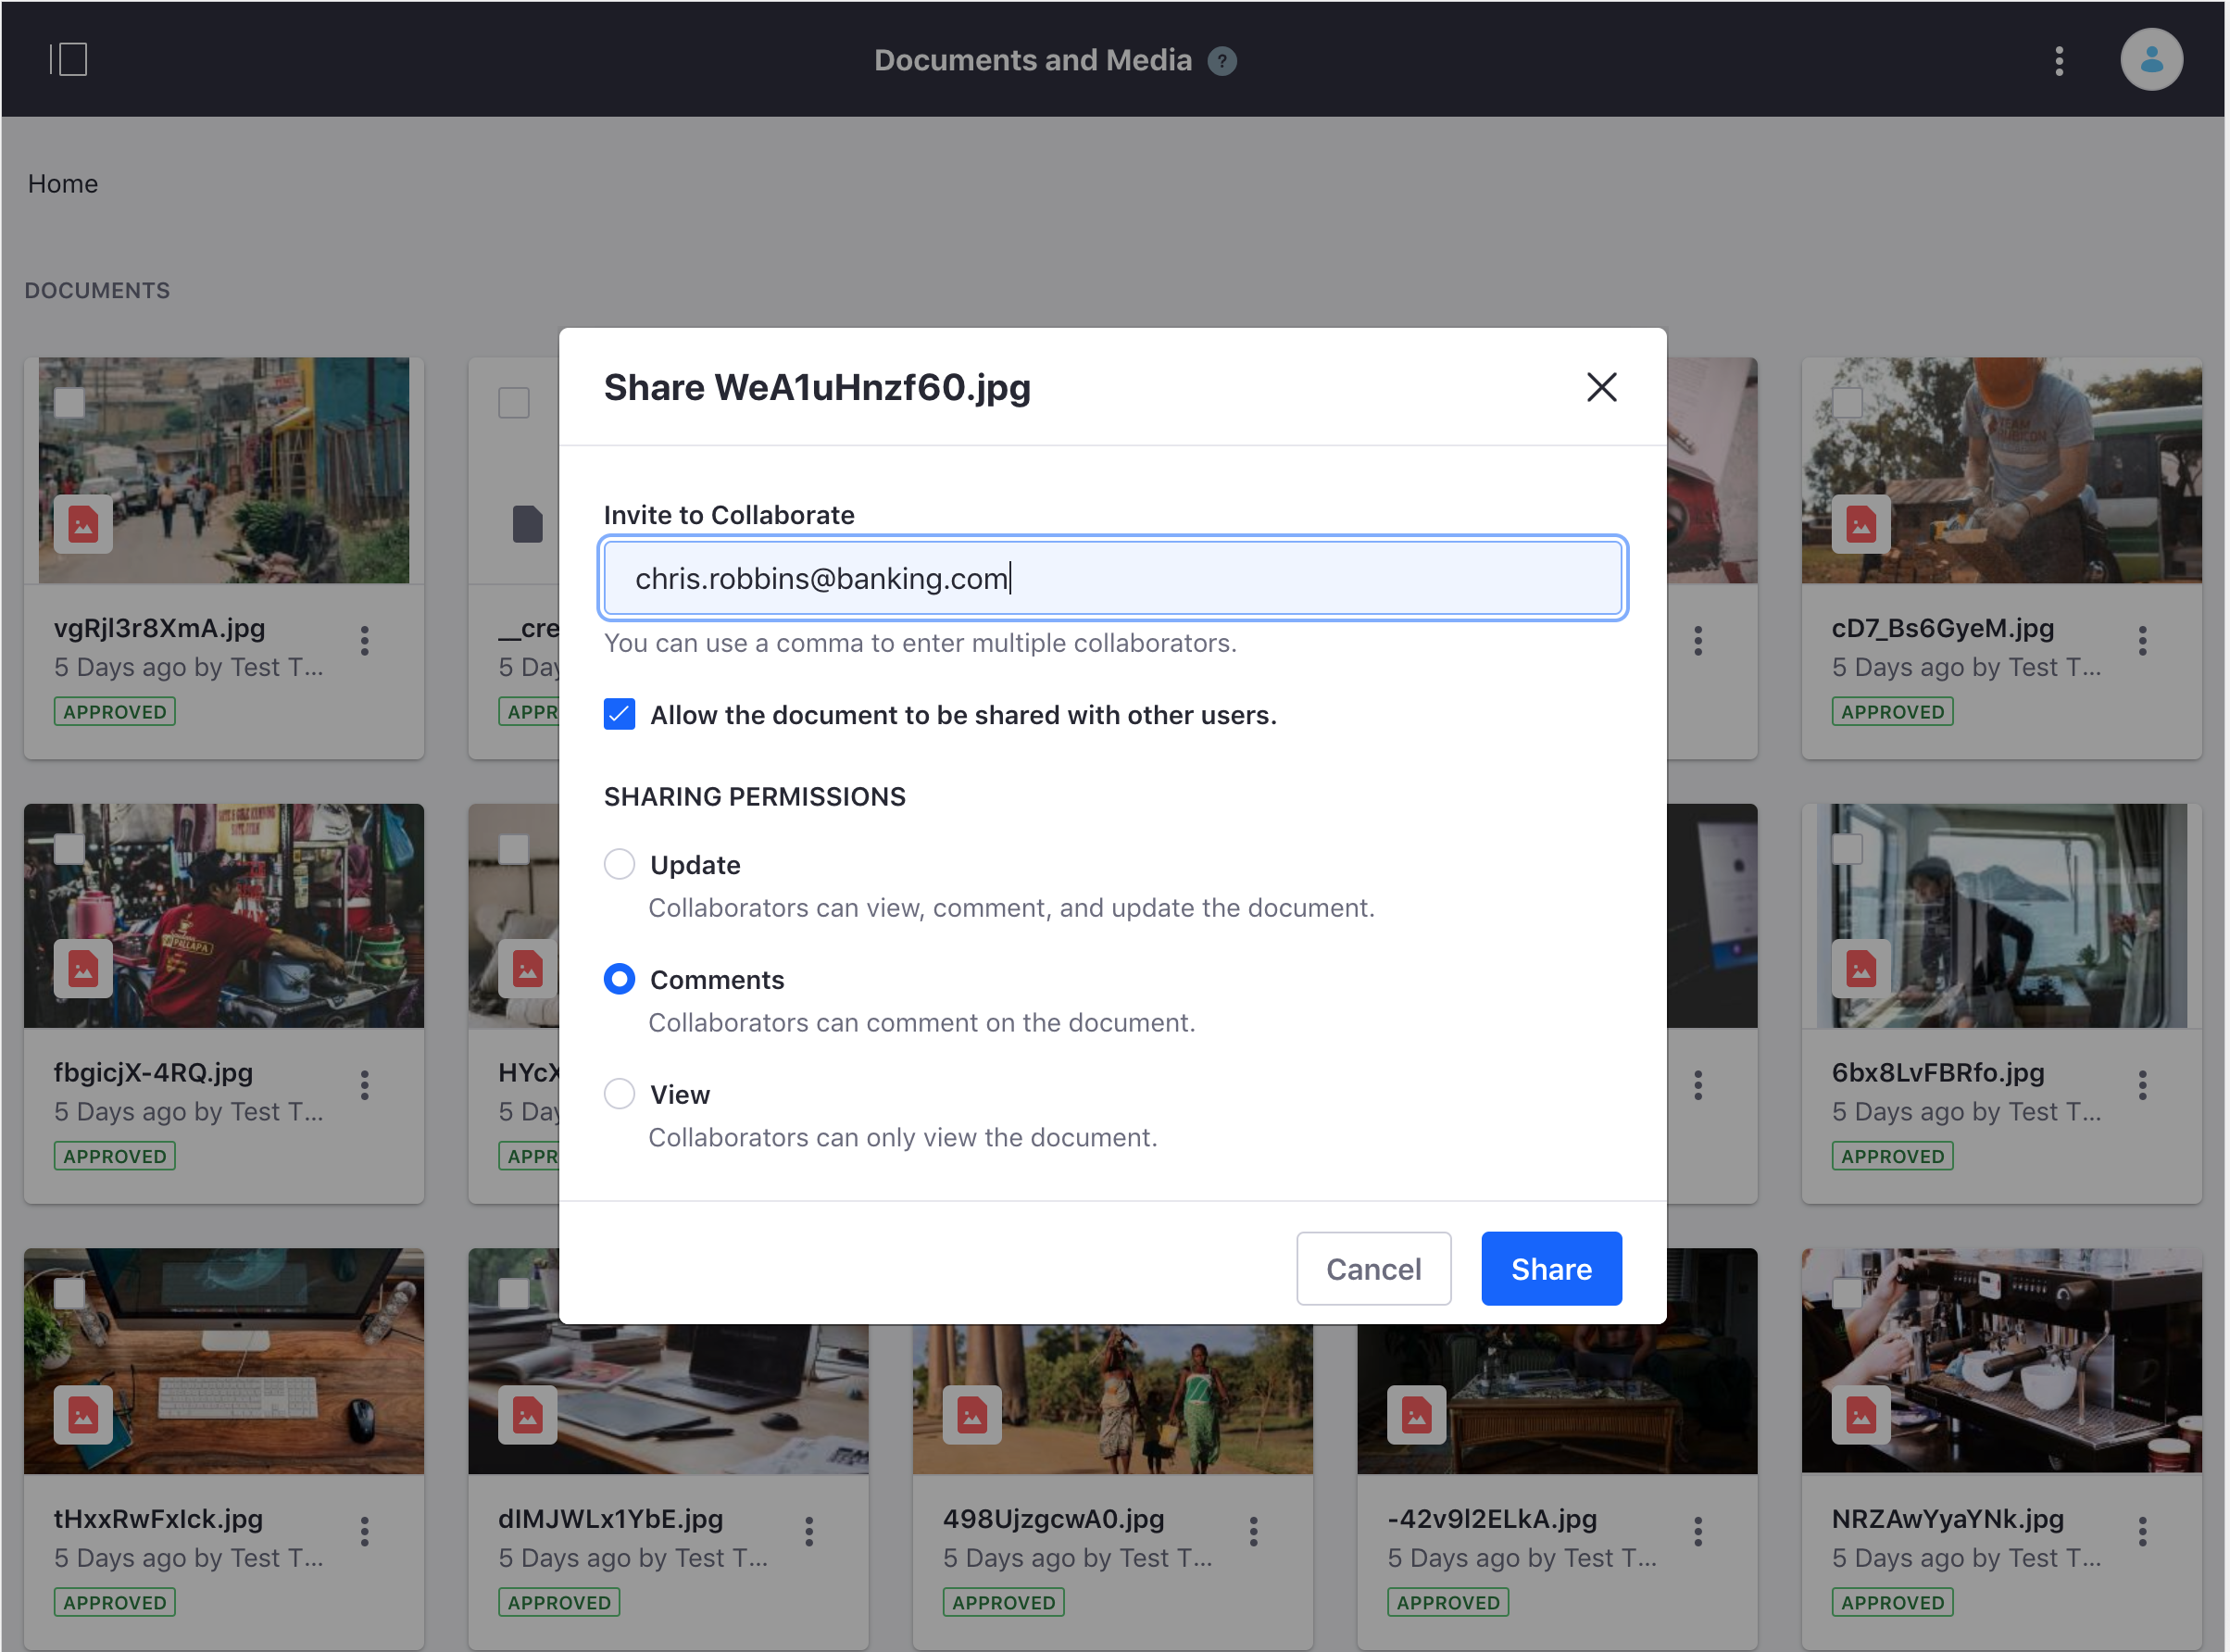 Documents and Media ?
Home
DOCUMENTS
Share WeA1uHnzf60.jpg
Invite to Collaborate
chris.robbins@banking.com
You can use a comma to enter multiple collaborators.
Allow the document to be shared with other users.
SHARING PERMISSIONS
Update
Collaborators can view, comment, and update the document.
Comments
Collaborators can comment on the document.
View
Collaborators can only view the document.
Cancel
Share
vgRjl3r8XmA.jpg
5 Days ago by Test T...
APPROVED
__cre
5 Day
APPR
cD7_Bs6GyeM.jpg
5 Days ago by Test T...
APPROVED
fbgicjX-4RQ.jpg
5 Days ago by Test T...
APPROVED
HYcX
5 Day
APPR
6bx8LvFBRfo.jpg
5 Days ago by Test T...
APPROVED
tHxxRwFxIck.jpg
5 Days ago by Test T...
APPROVED
dIMJWLx1YbE.jpg
5 Days ago by Test T...
APPROVED
498UjzgcwA0.jpg
5 Days ago by Test T...
APPROVED
-42v9I2ELkA.jpg
5 Days ago by Test T...
APPROVED
NRZAwYyaYNk.jpg
5 Days ago by Test T...
APPROVED